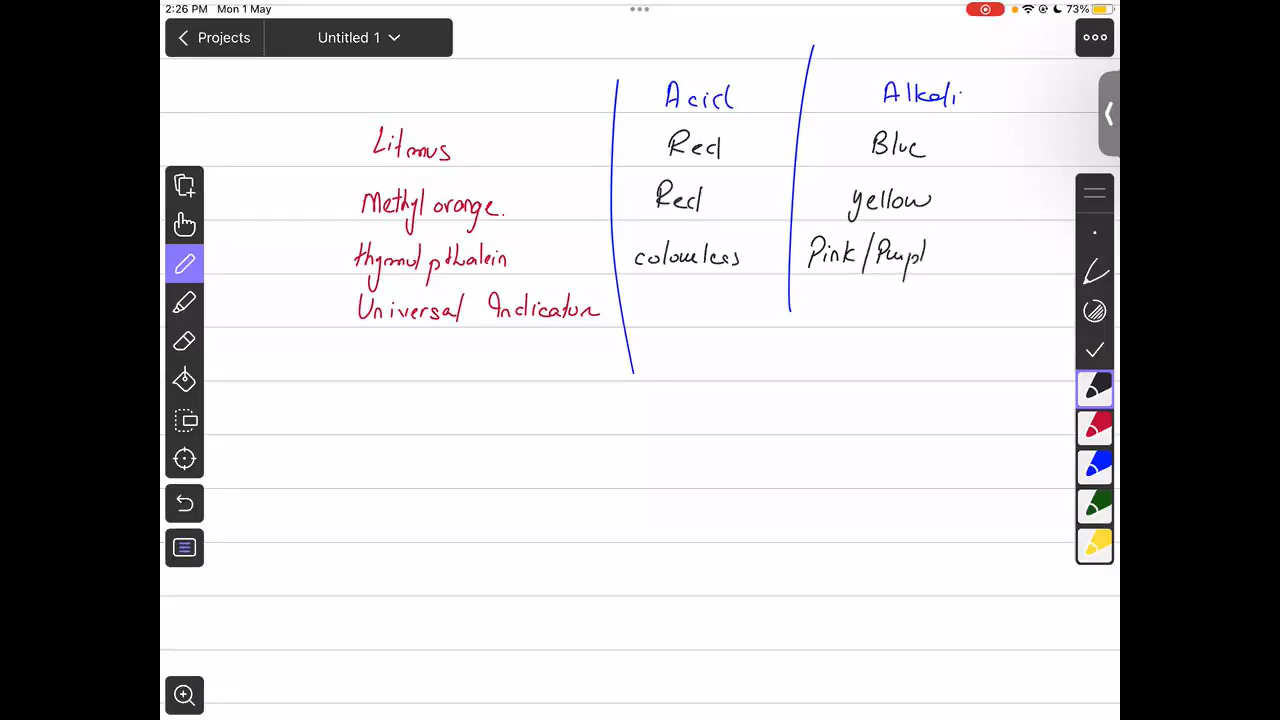 2:26 PM Mon 1 May 73%
Projects Untitled 1
Acid Alkali
Litmus Red Blue
Methyl orange. Red yellow
thymolpthalein colourless Pink/Purpl
Universal Indicator